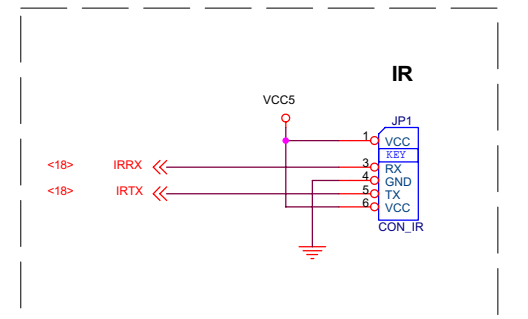 IR
VCC5
JP1
1 VCC
KEY
<18> IRRX 3 RX
4 GND
<18> IRTX 5 TX
6 VCC
CON_IR